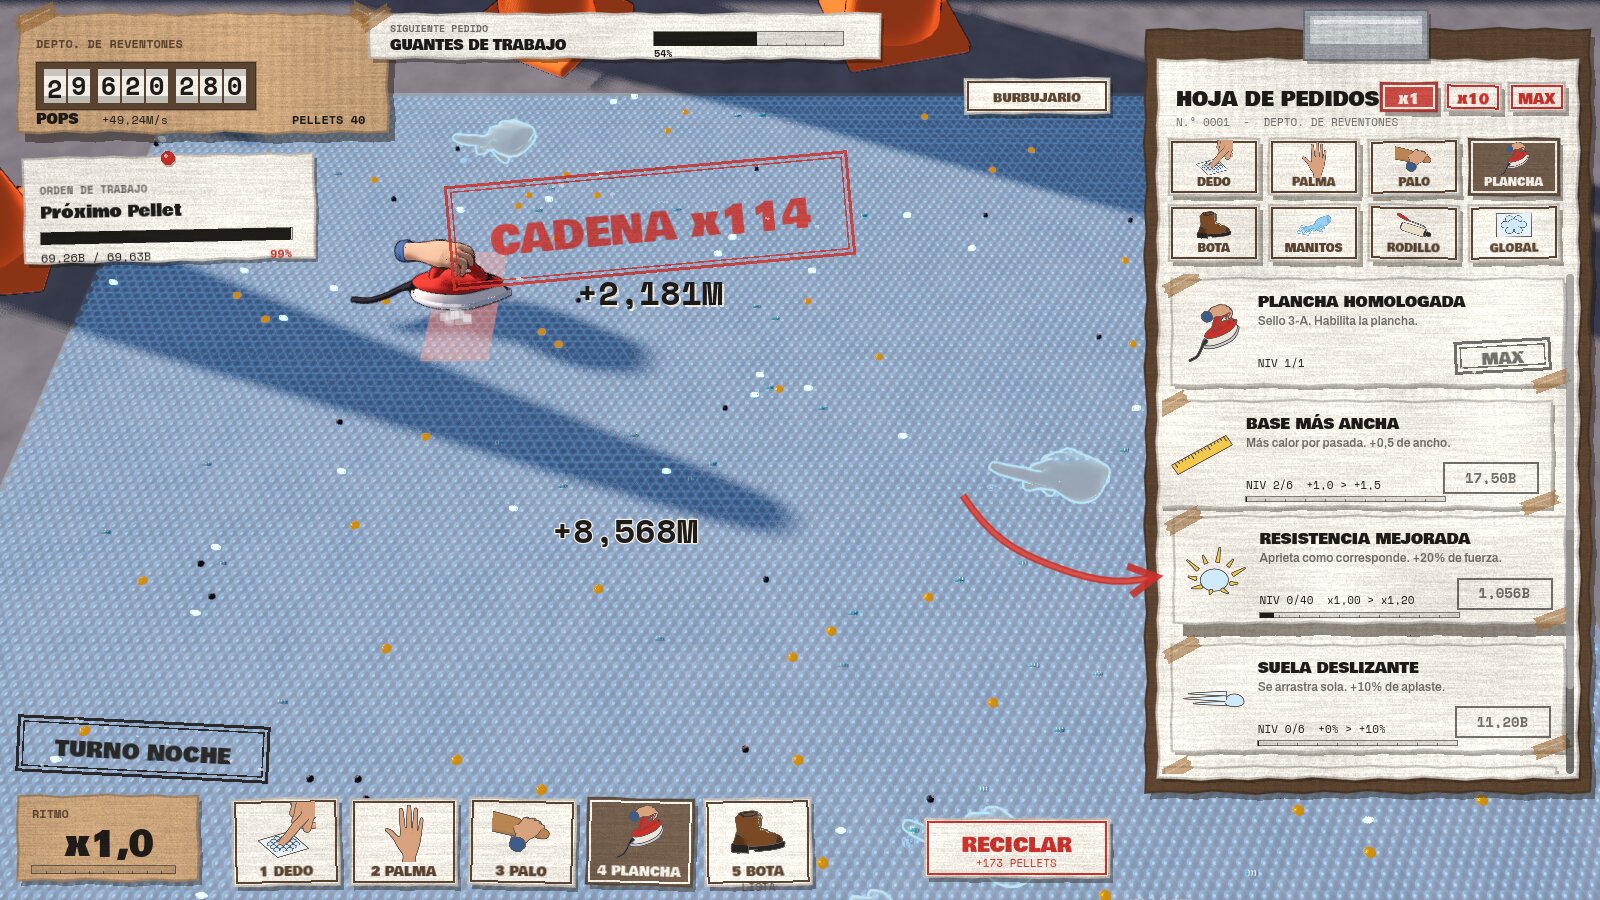 DEPTO. DE REVENTONES
29 620 280
POPS +49,24M/s PELLETS 40
SIGUIENTE PEDIDO
GUANTES DE TRABAJO
54%
BURBUJARIO
ORDEN DE TRABAJO
Próximo Pellet
69,26B / 69,63B 99%
CADENA x114
+2,181M
+8,568M
HOJA DE PEDIDOS x1 x10 MAX
N.° 0001 - DEPTO. DE REVENTONES
DEDO PALMA PALO PLANCHA
BOTA MANITOS RODILLO GLOBAL
PLANCHA HOMOLOGADA
Sello 3-A. Habilita la plancha.
NIV 1/1 MAX
BASE MÁS ANCHA
Más calor por pasada. +0,5 de ancho.
NIV 2/6 +1,0 > +1,5 17,50B
RESISTENCIA MEJORADA
Aprieta como corresponde. +20% de fuerza.
NIV 0/40 x1,00 > x1,20 1,056B
SUELA DESLIZANTE
Se arrastra sola. +10% de aplaste.
NIV 0/6 +0% > +10% 11,20B
TURNO NOCHE
RITMO
x1,0
1 DEDO 2 PALMA 3 PALO 4 PLANCHA 5 BOTA
LISTA
RECICLAR
+173 PELLETS